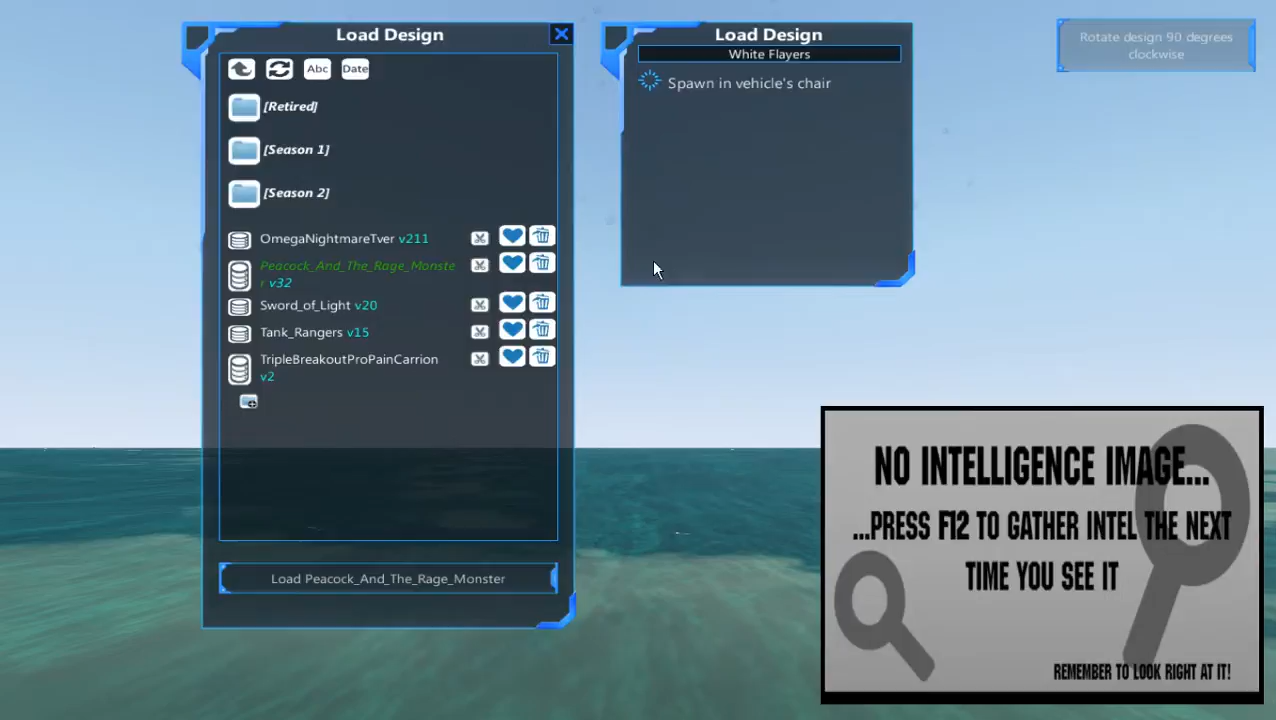 Load Design
Abc
Date
[Retired]
[Season 1]
[Season 2]
OmegaNightmareTver v211
Peacock_And_The_Rage_Monste
r v32
Sword_of_Light v20
Tank_Rangers v15
TripleBreakoutProPainCarrion
v2
Load Peacock_And_The_Rage_Monster
Load Design
White Flayers
Spawn in vehicle's chair
Rotate design 90 degrees
clockwise
NO INTELLIGENCE IMAGE...
...PRESS F12 TO GATHER INTEL THE NEXT
TIME YOU SEE IT
REMEMBER TO LOOK RIGHT AT IT!